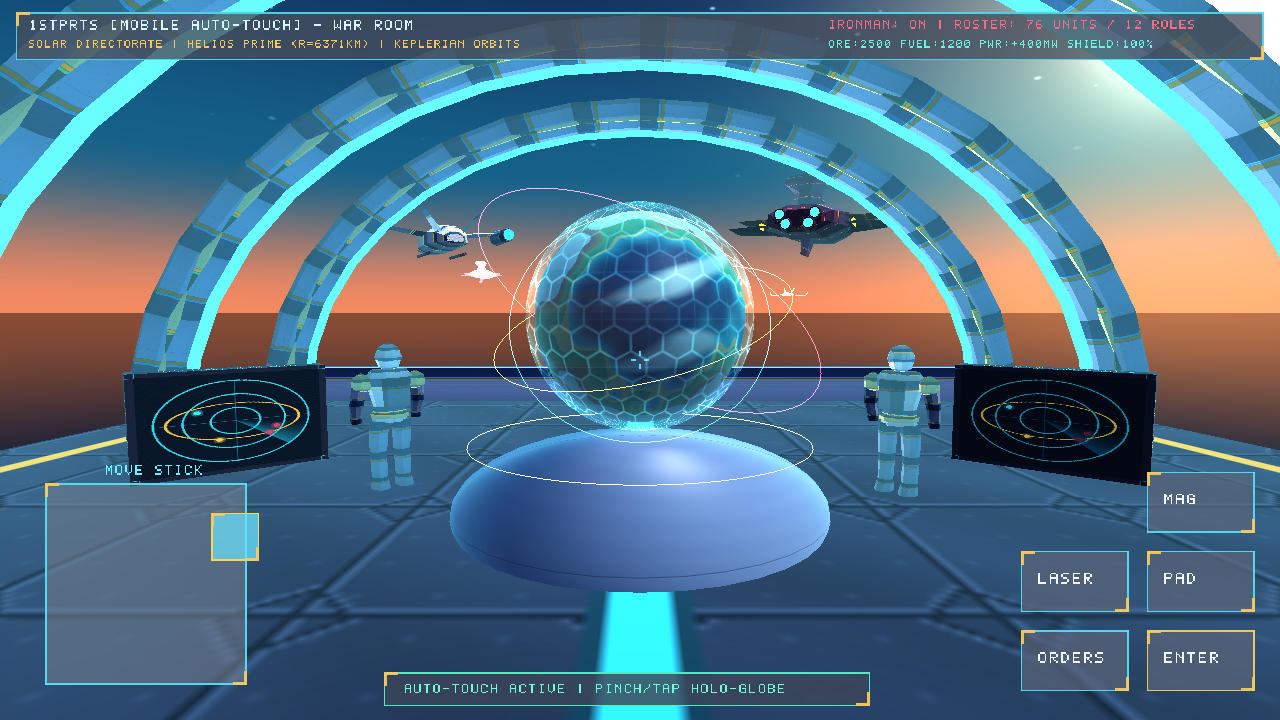 1STPRTS [MOBILE AUTO-TOUCH] - WAR ROOM
SOLAR DIRECTORATE | HELIOS PRIME (R=6371KM) | KEPLERIAN ORBITS
IRONMAN: ON | ROSTER: 76 UNITS / 12 ROLES
ORE:2500 FUEL:1200 PWR:+400MW SHIELD:100%
MOVE STICK
MAG
LASER
PAD
ORDERS
ENTER
AUTO-TOUCH ACTIVE | PINCH/TAP HOLO-GLOBE